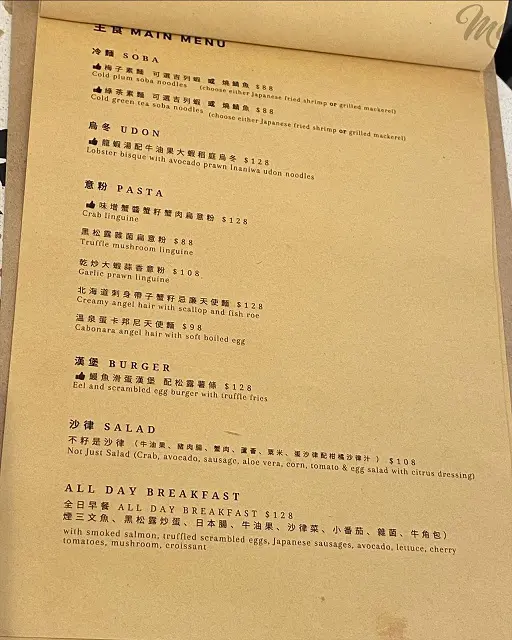 主食 MAIN MENU
冷麵 SOBA
梅子素麵 可選吉列蝦 或 燒鯖魚 $88
Cold plum soba noodles (choose either Japanese fried shrimp or grilled mackerel)
綠茶素麵 可選吉列蝦 或 燒鯖魚 $88
Cold green tea soba noodles (choose either Japanese fried shrimp or grilled mackerel)
烏冬 UDON
龍蝦湯配牛油果大蝦稻庭烏冬 $128
Lobster bisque with avocado prawn Inaniwa udon noodles
意粉 PASTA
味增蟹醬蟹籽蟹肉扁意粉 $128
Crab linguine
黑松露雜菌扁意粉 $88
Truffle mushroom linguine
乾炒大蝦蒜香意粉 $108
Garlic prawn linguine
北海道刺身帶子蟹籽忌廉天使麵 $128
Creamy angel hair with scallop and fish roe
溫泉蛋卡邦尼天使麵 $98
Cabonara angel hair with soft boiled egg
漢堡 BURGER
鰻魚滑蛋漢堡 配松露薯條 $128
Eel and scrambled egg burger with truffle fries
沙律 SALAD
不籽是沙律 (牛油果、豬肉腸、蟹肉、蘆薈、粟米、蛋沙律配柑橘沙律汁 ) $108
Not Just Salad (Crab, avocado, sausage, aloe vera, corn, tomato & egg salad with citrus dressing)
ALL DAY BREAKFAST
全日早餐 ALL DAY BREAKFAST $128
煙三文魚、黑松露炒蛋、日本腸、牛油果、沙律菜、小番茄、雜菌、牛角包)
with smoked salmon, truffled scrambled eggs, Japanese sausages, avocado, lettuce, cherry
tomatoes, mushroom, croissant